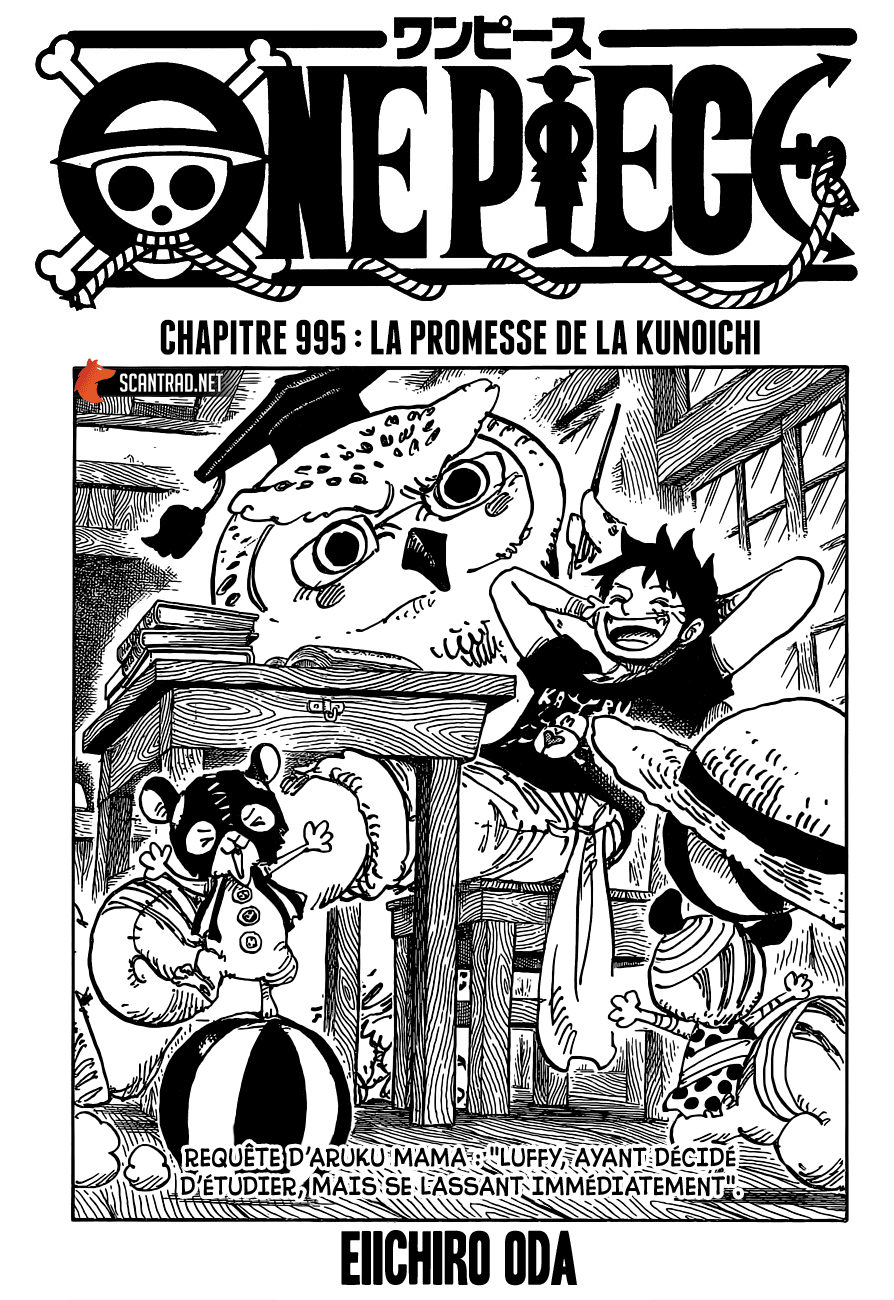 ワンピース
ONE PIECE
CHAPITRE 995 : LA PROMESSE DE LA KUNOICHI
SCANTRAD.NET
REQUÊTE D'ARUKU MAMA : "LUFFY, AYANT DÉCIDÉ
D'ÉTUDIER, MAIS SE LASSANT IMMÉDIATEMENT".
EIICHIRO ODA